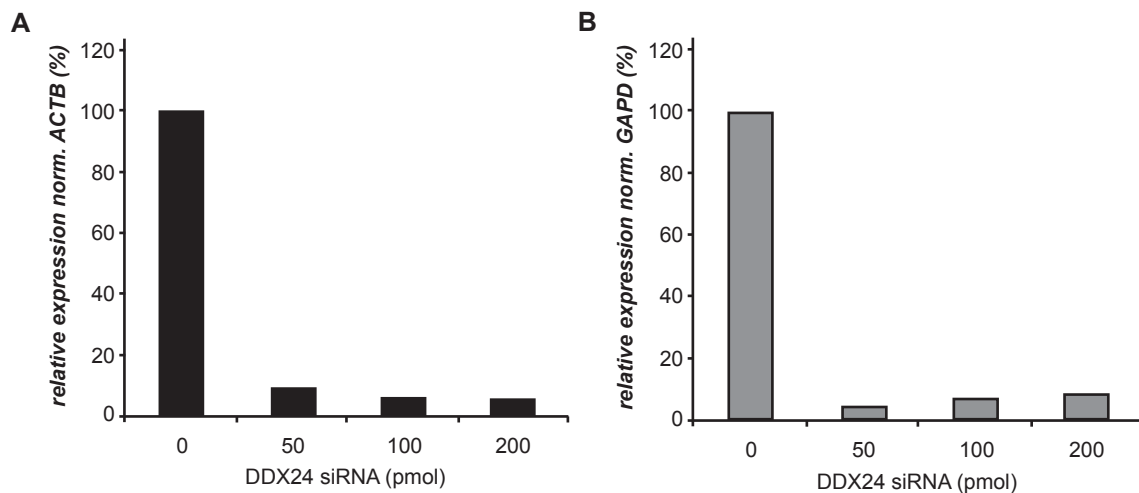 A
relative expression norm. ACTB (%)
120
100
80
60
40
20
0
0 50 100 200
DDX24 siRNA (pmol)
B
relative expression norm. GAPD (%)
120
100
80
60
40
20
0
0 50 100 200
DDX24 siRNA (pmol)